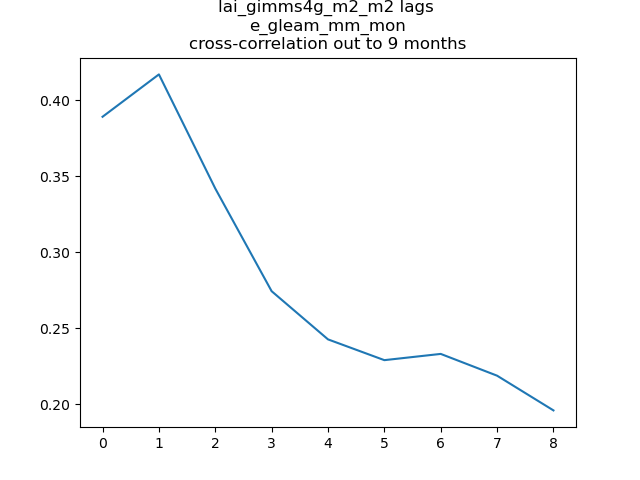 lai_gimms4g_m2_m2 lags
e_gleam_mm_mon
cross-correlation out to 9 months
0.40
0.35
0.30
0.25
0.20
0 1 2 3 4 5 6 7 8